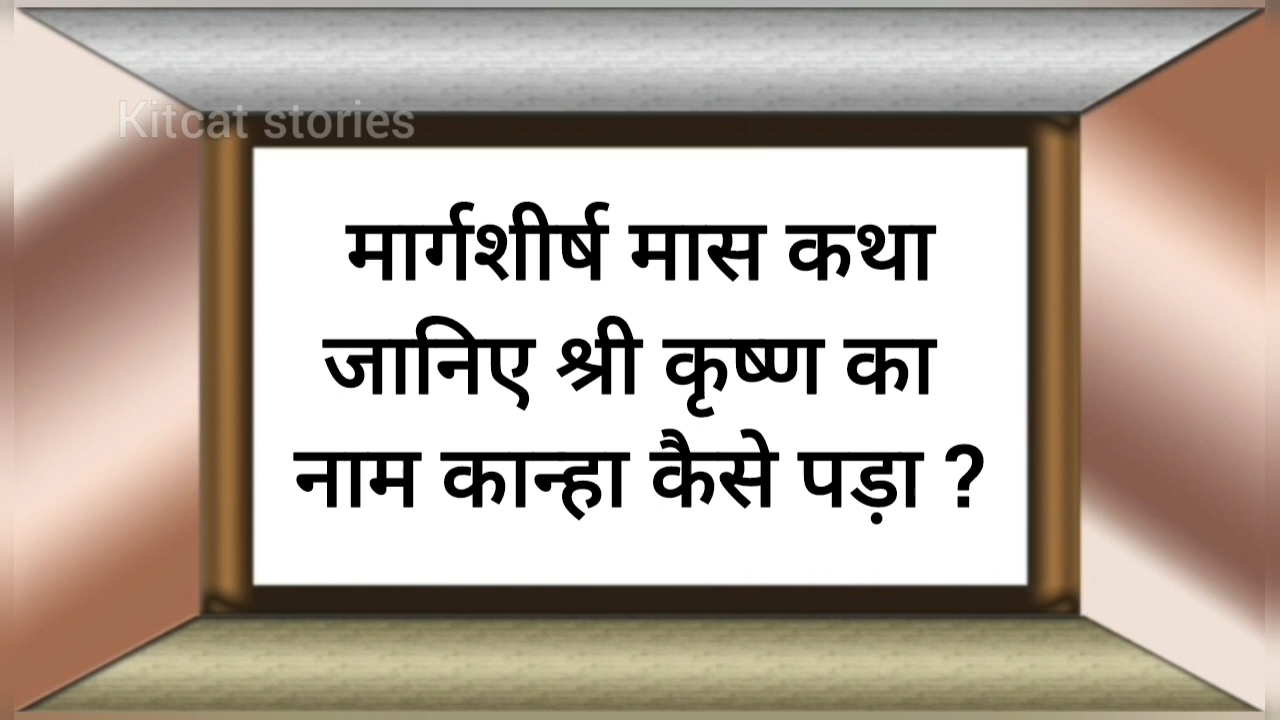 Kitcat stories
मार्गशीर्ष मास कथा
जानिए श्री कृष्ण का
नाम कान्हा कैसे पड़ा ?